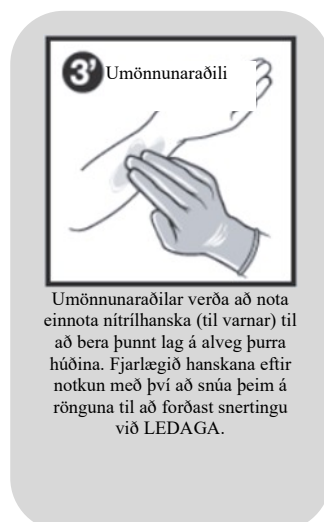 3’ Umönnunaraðili
Umönnunaraðilar verða að nota
einnota nítrílhanska (til varnar) til
að bera þunnt lag á alveg þurra
húðina. Fjarlægið hanskana eftir
notkun með því að snúa þeim á
rönguna til að forðast snertingu
við LEDAGA.